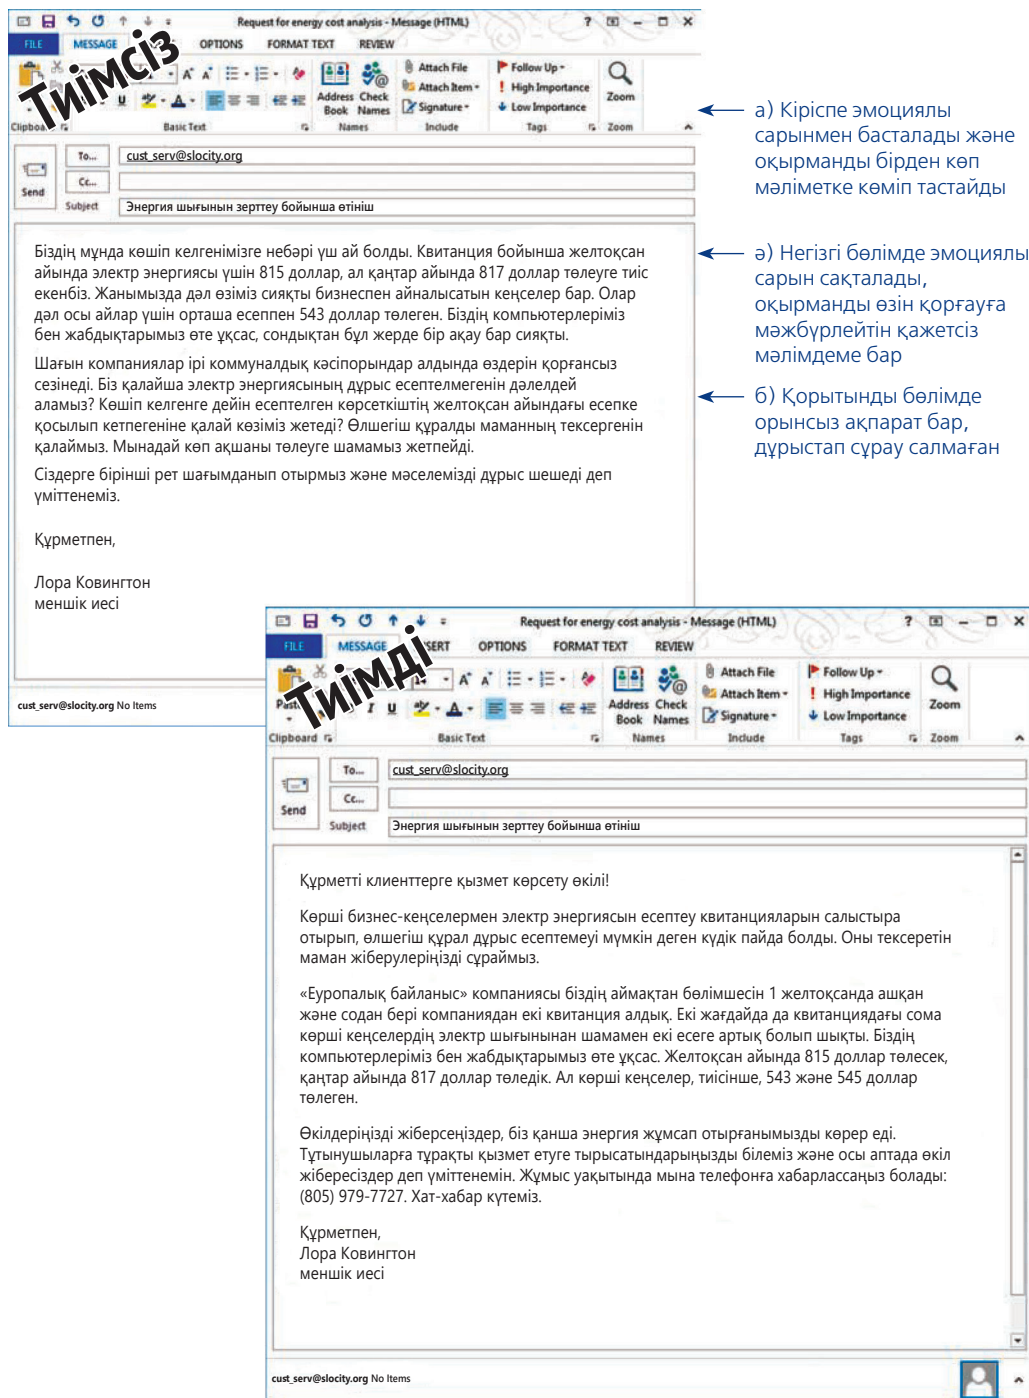 Request for energy cost analysis - Message (HTML)
FILE MESSAGE OPTIONS FORMAT TEXT REVIEW
Тиімсіз
Attach File
Attach Item
Signature
Follow Up
High Importance
Low Importance
Address Book
Check Names
Zoom
Clipboard Basic Text Names Include Tags Zoom
Send
To... cust_serv@slocity.org
Cc...
Subject Энергия шығынын зерттеу бойынша өтініш
Біздің мұнда көшіп келгенімізге небәрі үш ай болды. Квитанция бойынша желтоқсан
айында электр энергиясы үшін 815 доллар, ал қаңтар айында 817 доллар төлеуге тиіс
екенбіз. Жанымызда дәл өзіміз сияқты бизнеспен айналысатын кеңселер бар. Олар
дәл осы айлар үшін орташа есеппен 543 доллар төлеген. Біздің компьютерлеріміз
бен жабдықтарымыз өте ұқсас, сондықтан бұл жерде бір ақау бар сияқты.
Шағын компаниялар ірі коммуналдық кәсіпорындар алдында өздерін қорғансыз
сезінеді. Біз қалайша электр энергиясының дұрыс есептелмегенін дәлелдей
аламыз? Көшіп келгенге дейін есептелген көрсеткіштің желтоқсан айындағы есепке
қосылып кетпегеніне қалай көзіміз жетеді? Өлшегіш құралды маманның тексергенін
қалаймыз. Мынадай көп ақшаны төлеуге шамамыз жетпейді.
Сіздерге бірінші рет шағымданып отырмыз және мәселемізді дұрыс шешеді деп
үміттенеміз.
Құрметпен,
Лора Ковингтон
меншік иесі
cust_serv@slocity.org No Items
а) Кіріспе эмоциялы
сарынмен басталады және
оқырманды бірден көп
мәліметке көміп тастайды
ә) Негізгі бөлімде эмоциялы
сарын сақталады,
оқырманды өзін қорғауға
мәжбүрлейтін қажетсіз
мәлімдеме бар
б) Қорытынды бөлімде
орынсыз ақпарат бар,
дұрыстап сұрау салмаған
Request for energy cost analysis - Message (HTML)
FILE MESSAGE OPTIONS FORMAT TEXT REVIEW
Тиімді
Attach File
Attach Item
Signature
Follow Up
High Importance
Low Importance
Address Book
Check Names
Zoom
Clipboard Basic Text Names Include Tags Zoom
Send
To... cust_serv@slocity.org
Cc...
Subject Энергия шығынын зерттеу бойынша өтініш
Құрметті клиенттерге қызмет көрсету өкілі!
Көрші бизнес-кеңселермен электр энергиясын есептеу квитанцияларын салыстыра
отырып, өлшегіш құрал дұрыс есептемеуі мүмкін деген күдік пайда болды. Оны тексеретін
маман жіберулеріңізді сұраймыз.
«Еуропалық байланыс» компаниясы біздің аймақтан бөлімшесін 1 желтоқсанда ашқан
және содан бері компаниядан екі квитанция алдық. Екі жағдайда да квитанциядағы сома
көрші кеңселердің электр шығынынан шамамен екі есеге артық болып шықты. Біздің
компьютерлеріміз бен жабдықтарымыз өте ұқсас. Желтоқсан айында 815 доллар төлесек,
қаңтар айында 817 доллар төледік. Ал көрші кеңселер, тиісінше, 543 және 545 доллар
төлеген.
Өкілдеріңізді жіберсеңіздер, біз қанша энергия жұмсап отырғанымызды көрер еді.
Тұтынушыларға тұрақты қызмет етуге тырысатындарыңызды білеміз және осы аптада өкіл
жібересіздер деп үміттенемін. Жұмыс уақытында мына телефонға хабарлассаңыз болады:
(805) 979-7727. Хат-хабар күтеміз.
Құрметпен,
Лора Ковингтон
меншік иесі
cust_serv@slocity.org No Items